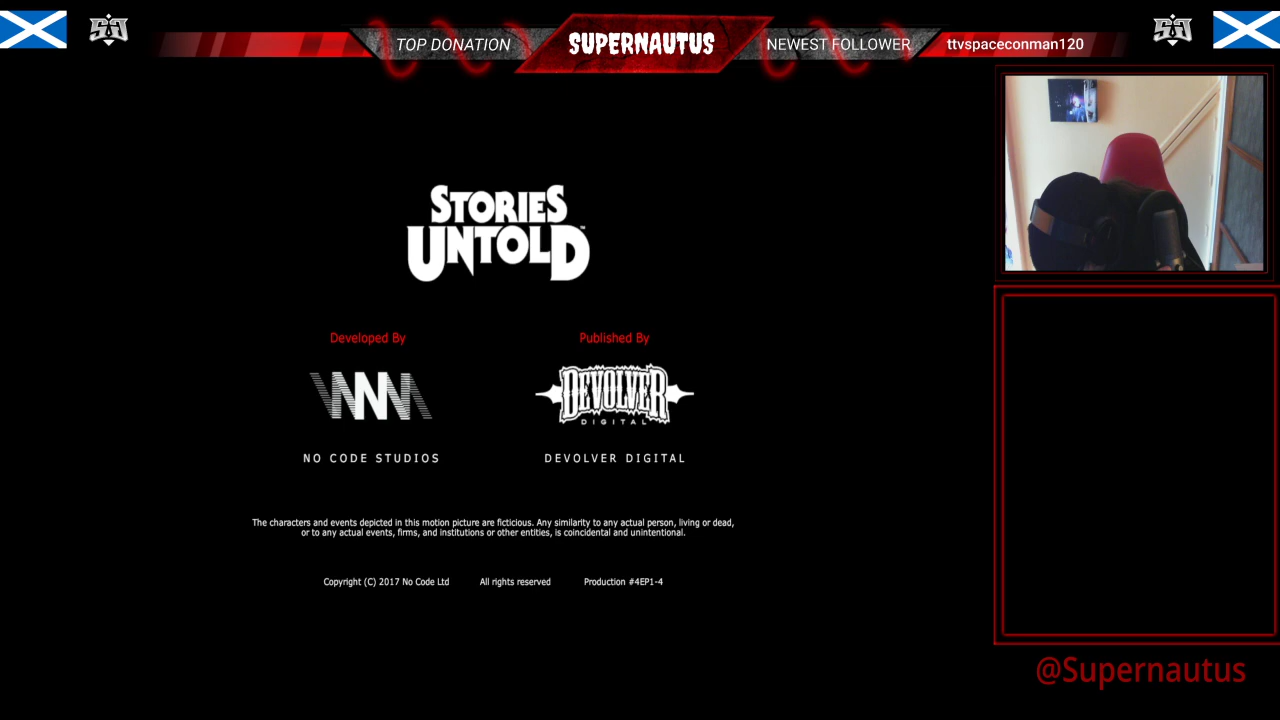 TOP DONATION
SUPERNAUTUS
NEWEST FOLLOWER
ttvspaceconman120
STORIES
UNTOLD
™
Developed By
Published By
DEVOLVER
DIGITAL
NO CODE STUDIOS
DEVOLVER DIGITAL
The characters and events depicted in this motion picture are ficticious. Any similarity to any actual person, living or dead,
or to any actual events, firms, and institutions or other entities, is coincidental and unintentional.
Copyright (C) 2017 No Code Ltd
All rights reserved
Production #4EP1-4
@Supernautus